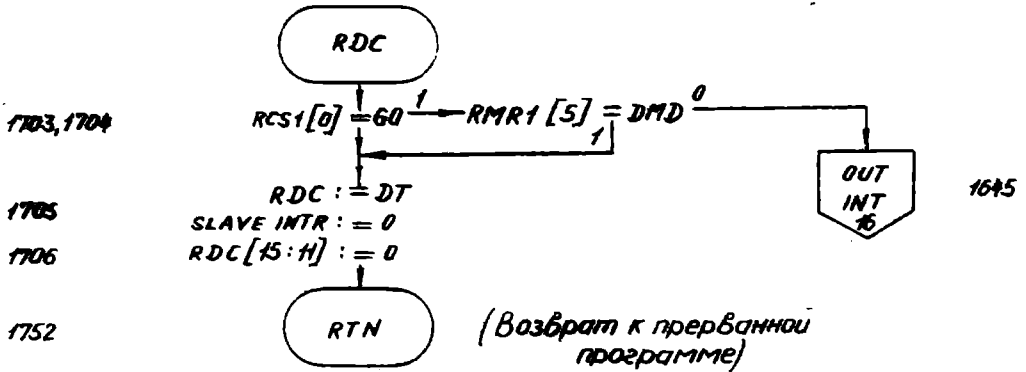 RDC
1703,1704
RCS1[0] = GO
1
RMR1 [5] = DMD
0
1
OUT
INT
16
1645
RDC := DT
1705
SLAVE INTR := 0
1706
RDC[15:11] := 0
1752
RTN
(Возврат к прерванной
программе)